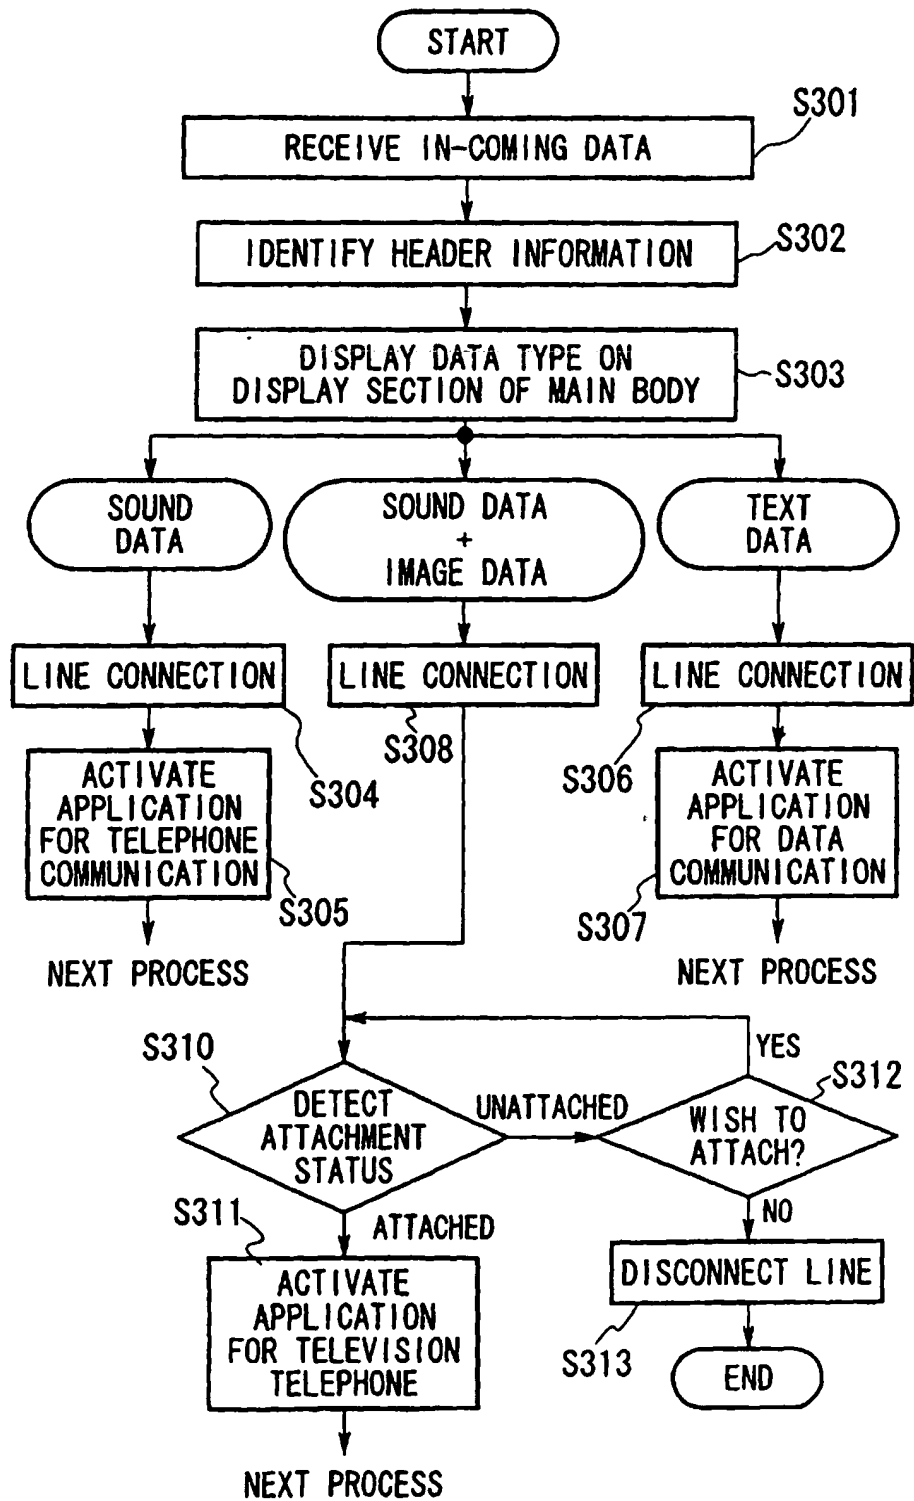 START
S301
RECEIVE IN-COMING DATA
S302
IDENTIFY HEADER INFORMATION
DISPLAY DATA TYPE ON
DISPLAY SECTION OF MAIN BODY
S303
SOUND
DATA
SOUND DATA
+
IMAGE DATA
TEXT
DATA
LINE CONNECTION
LINE CONNECTION
LINE CONNECTION
S304
S308
S306
ACTIVATE
APPLICATION
FOR TELEPHONE
COMMUNICATION
S305
ACTIVATE
APPLICATION
FOR DATA
COMMUNICATION
S307
NEXT PROCESS
NEXT PROCESS
S310
DETECT
ATTACHMENT
STATUS
UNATTACHED
YES
S312
WISH TO
ATTACH?
S311
ATTACHED
NO
ACTIVATE
APPLICATION
FOR TELEVISION
TELEPHONE
DISCONNECT LINE
S313
END
NEXT PROCESS